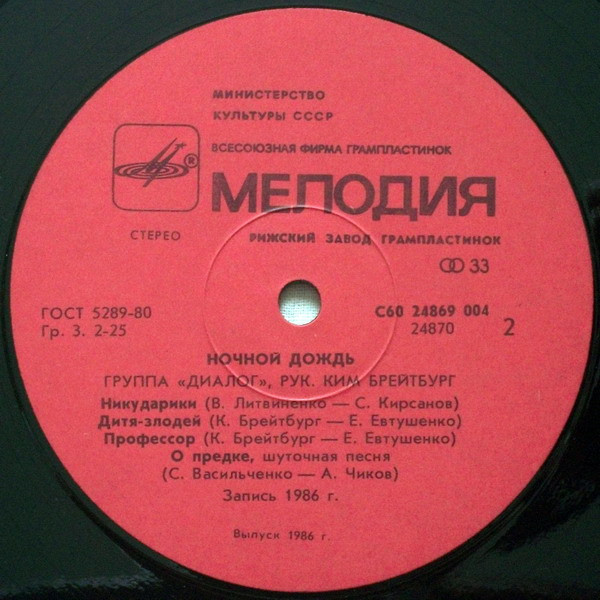 МИНИСТЕРСТВО
КУЛЬТУРЫ СССР
ВСЕСОЮЗНАЯ ФИРМА ГРАМПЛАСТИНОК
®
МЕЛОДИЯ
СТЕРЕО
РИЖСКИЙ ЗАВОД ГРАМПЛАСТИНОК
33
ГОСТ 5289-80
Гр. 3. 2-25
С60 24869 004
24870
2
НОЧНОЙ ДОЖДЬ
ГРУППА «ДИАЛОГ», РУК. КИМ БРЕЙТБУРГ
Никударики (В. Литвиненко — С. Кирсанов)
Дитя-злодей (К. Брейтбург — Е. Евтушенко)
Профессор (К. Брейтбург — Е. Евтушенко)
О предке, шуточная песня
(С. Васильченко — А. Чиков)
Запись 1986 г.
Выпуск 1986 г.